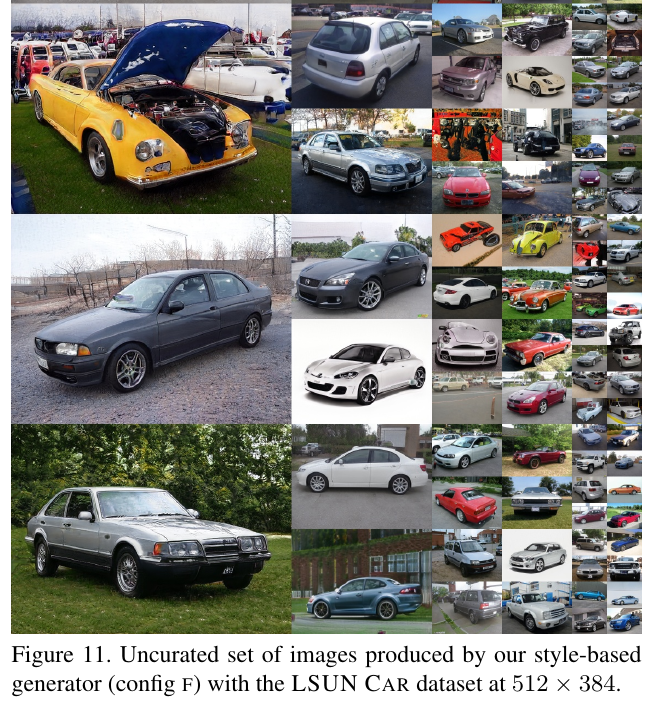 Figure 11. Uncurated set of images produced by our style-based
generator (config F) with the LSUN CAR dataset at 512 × 384.